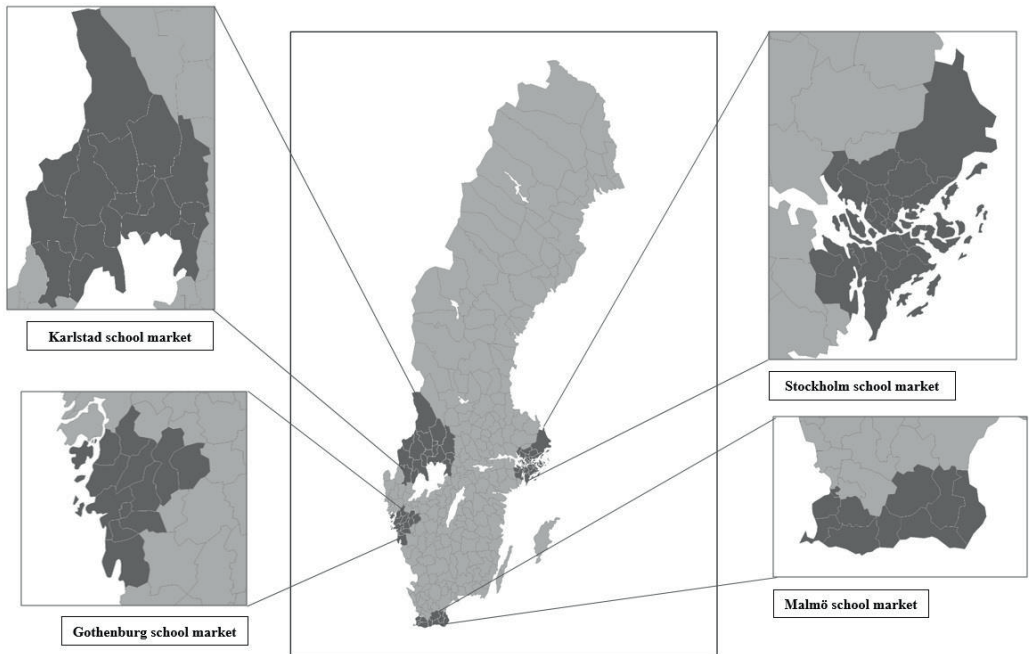 Karlstad school market
Stockholm school market
Gothenburg school market
Malmö school market